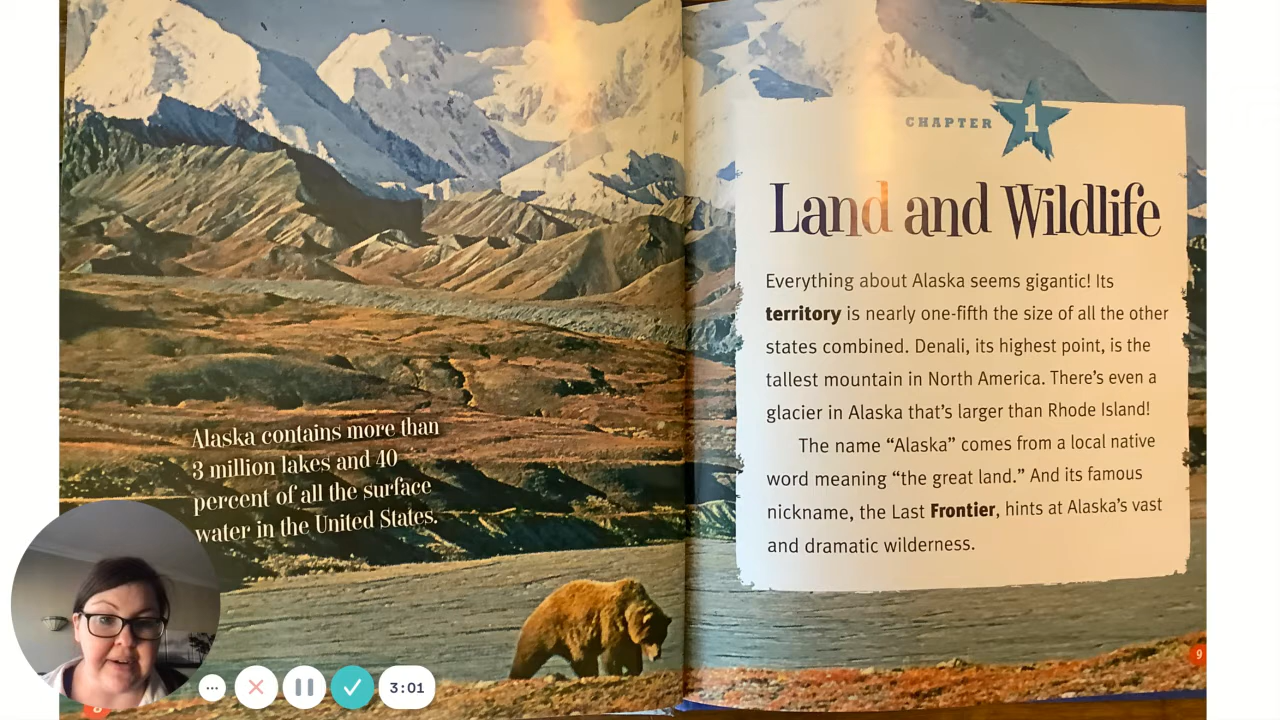 Alaska contains more than
3 million lakes and 40
percent of all the surface
water in the United States.
CHAPTER 1
Land and Wildlife
Everything about Alaska seems gigantic! Its
territory is nearly one-fifth the size of all the other
states combined. Denali, its highest point, is the
tallest mountain in North America. There's even a
glacier in Alaska that's larger than Rhode Island!
The name “Alaska” comes from a local native
word meaning “the great land.” And its famous
nickname, the Last Frontier, hints at Alaska's vast
and dramatic wilderness.
9
3:01